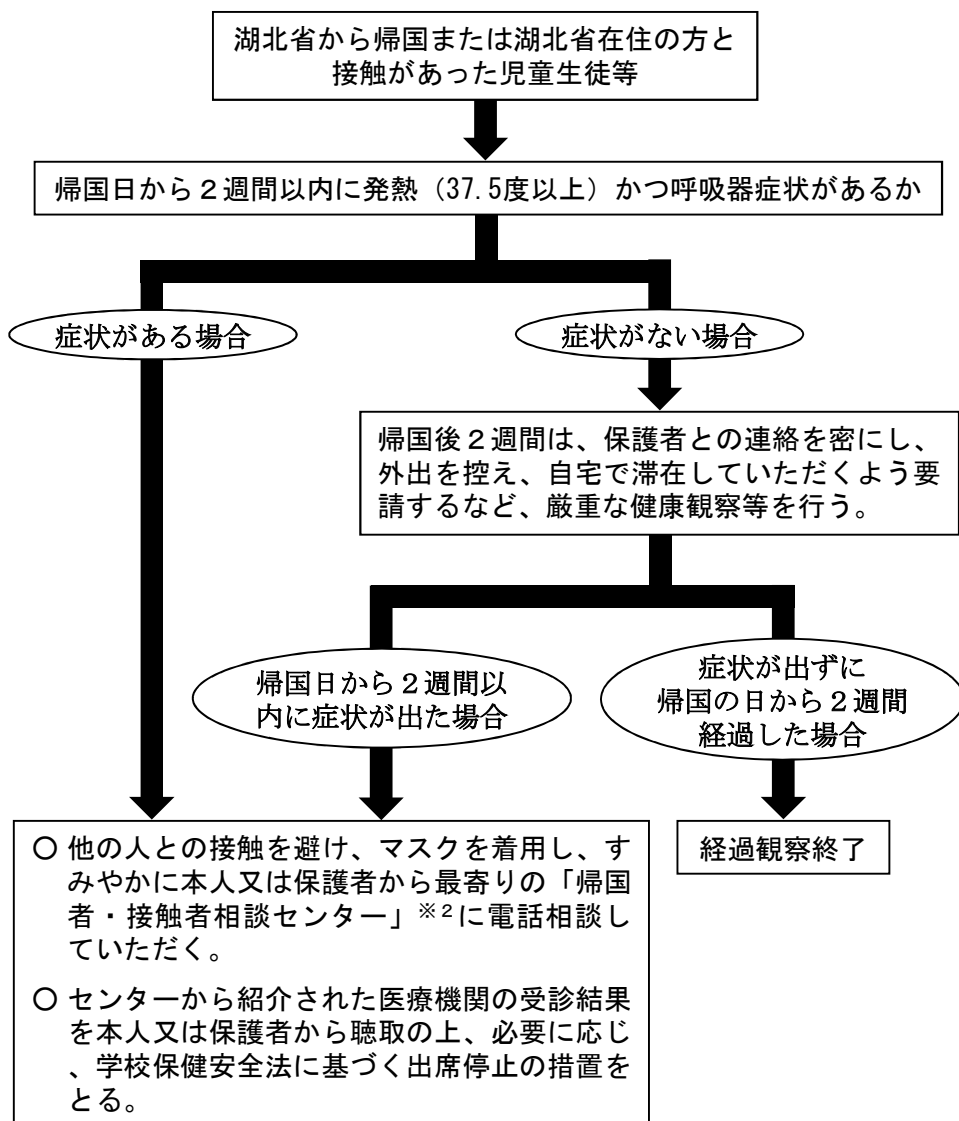 湖北省から帰国または湖北省在住の方と
接触があった児童生徒等
帰国日から２週間以内に発熱（37.5度以上）かつ呼吸器症状があるか
症状がある場合
症状がない場合
帰国後２週間は、保護者との連絡を密にし、
外出を控え、自宅で滞在していただくよう要
請するなど、厳重な健康観察等を行う。
帰国日から２週間以
内に症状が出た場合
症状が出ずに
帰国の日から２週間
経過した場合
○ 他の人との接触を避け、マスクを着用し、す
みやかに本人又は保護者から最寄りの「帰国
者・接触者相談センター」※２に電話相談し
ていただく。
○ センターから紹介された医療機関の受診結果
を本人又は保護者から聴取の上、必要に応じ
、学校保健安全法に基づく出席停止の措置を
とる。
経過観察終了